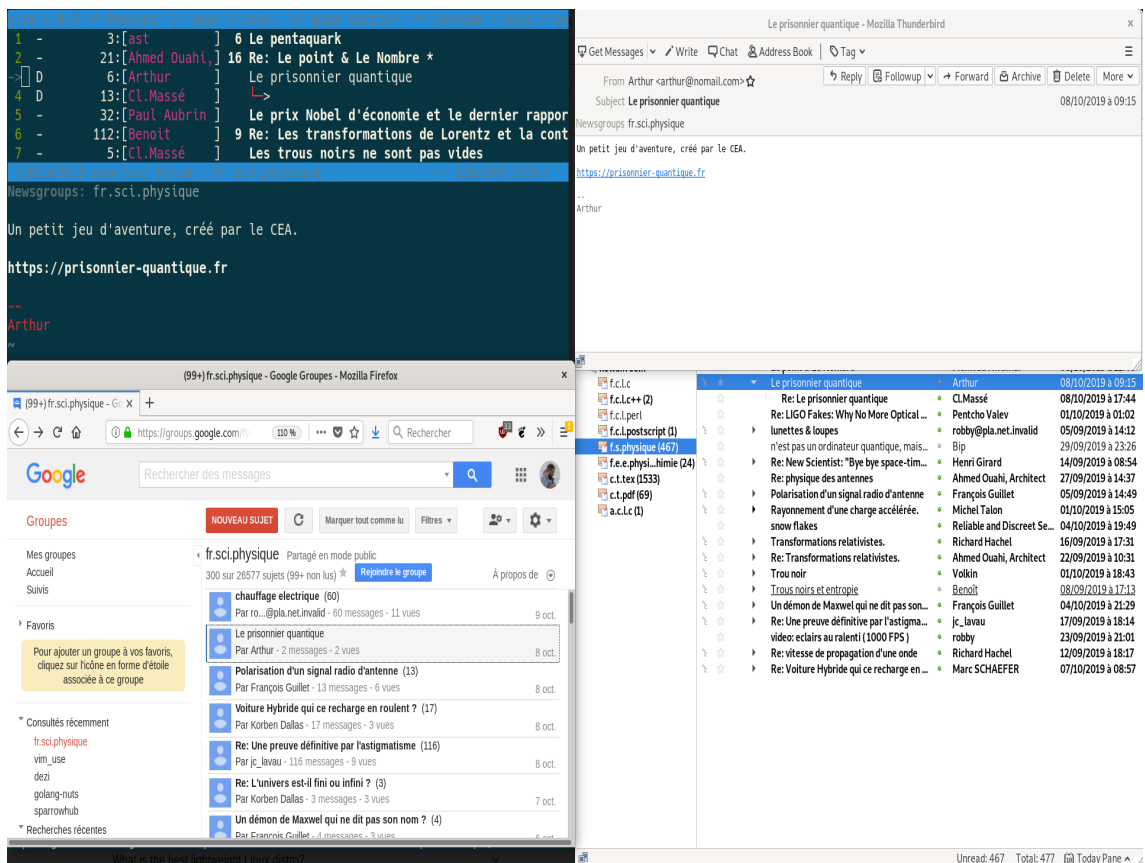 1 - 3:[ast ] 6 Le pentaquark
2 - 21:[Ahmed Ouahi,] 16 Re: Le point & Le Nombre *
-> D 6:[Arthur ] Le prisonnier quantique
4 D 13:[Cl.Massé ] └─>
5 - 32:[Paul Aubrin ] Le prix Nobel d'économie et le dernier rappor
6 - 112:[Benoit ] 9 Re: Les transformations de Lorentz et la cont
7 - 5:[Cl.Massé ] Les trous noirs ne sont pas vides
Newsgroups: fr.sci.physique
Un petit jeu d'aventure, créé par le CEA.
https://prisonnier-quantique.fr
--
Arthur
~
Le prisonnier quantique - Mozilla Thunderbird ×
Get Messages Write Chat Address Book Tag
From Arthur <arthur@nomail.com>
Reply Followup Forward Archive Delete More
Subject Le prisonnier quantique 08/10/2019 à 09:15
Newsgroups fr.sci.physique
Un petit jeu d'aventure, créé par le CEA.
https://prisonnier-quantique.fr
--
Arthur
(99+) fr.sci.physique - Google Groupes - Mozilla Firefox x
(99+) fr.sci.physique - Go X +
https://groups.google.com/ 110 % Rechercher 33
Google Rechercher des messages
Groupes NOUVEAU SUJET Marquer tout comme lu Filtres
Mes groupes
Accueil
Suivis
Favoris
Pour ajouter un groupe à vos favoris,
cliquez sur l'icône en forme d'étoile
associée à ce groupe
Consultés récemment
fr.sci.physique
vim_use
dezi
golang-nuts
sparrowhub
Recherches récentes
fr.sci.physique Partagé en mode public
300 sur 26577 sujets (99+ non lus) Rejoindre le groupe À propos de
chauffage electrique (60)
Par ro...@pla.net.invalid - 60 messages - 11 vues 9 oct.
Le prisonnier quantique
Par Arthur - 2 messages - 2 vues 8 oct.
Polarisation d'un signal radio d'antenne (13)
Par François Guillet - 13 messages - 6 vues 8 oct.
Voiture Hybride qui ce recharge en roulent ? (17)
Par Korben Dallas - 17 messages - 3 vues 8 oct.
Re: Une preuve définitive par l'astigmatisme (116)
Par jc_lavau - 116 messages - 9 vues 8 oct.
Re: L'univers est-il fini ou infini ? (3)
Par Korben Dallas - 3 messages - 3 vues 7 oct.
Un démon de Maxwel qui ne dit pas son nom ? (4)
Par François Guillet - 4 messages - 3 vues 6 oct.
What is the best lightweight Linux distro?
f.c.l.c
f.c.l.c++ (2)
f.c.l.perl
f.c.l.postscript (1)
f.s.physique (467)
f.e.e.physi...himie (24)
c.t.tex (1533)
c.t.pdf (69)
a.c.l.c (1)
Le prisonnier quantique Arthur 08/10/2019 à 09:15
Re: Le prisonnier quantique Cl.Massé 08/10/2019 à 17:44
Re: LIGO Fakes: Why No More Optical ... Pentcho Valev 01/10/2019 à 01:02
lunettes & loupes robby@pla.net.invalid 05/09/2019 à 14:12
n'est pas un ordinateur quantique, mais... Bip 29/09/2019 à 23:26
Re: New Scientist: "Bye bye space-tim... Henri Girard 14/09/2019 à 08:54
Re: physique des antennes Ahmed Ouahi, Architect 27/09/2019 à 14:37
Polarisation d'un signal radio d'antenne François Guillet 05/09/2019 à 14:49
Rayonnement d'une charge accélérée. Michel Talon 01/10/2019 à 15:05
snow flakes Reliable and Discreet Se... 04/10/2019 à 19:49
Transformations relativistes. Richard Hachel 16/09/2019 à 17:31
Re: Transformations relativistes. Ahmed Ouahi, Architect 22/09/2019 à 10:31
Trou noir Volkin 01/10/2019 à 18:43
Trous noirs et entropie Benoît 08/09/2019 à 17:13
Un démon de Maxwel qui ne dit pas son... François Guillet 04/10/2019 à 21:29
Re: Une preuve définitive par l'astigma... jc_lavau 17/09/2019 à 18:14
video: eclairs au ralenti ( 1000 FPS ) robby 23/09/2019 à 21:01
Re: vitesse de propagation d'une onde Richard Hachel 12/09/2019 à 18:17
Re: Voiture Hybride qui ce recharge en ... Marc SCHAEFER 07/10/2019 à 08:57
Unread: 467 Total: 477 Today Pane